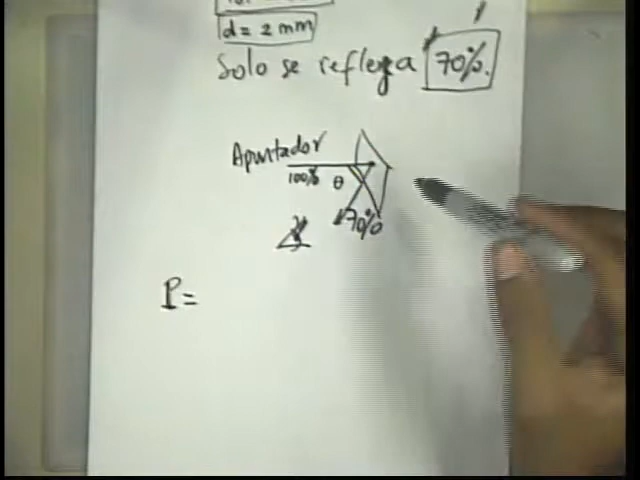 d = 2 mm
Solo se refleja 70%.
Apuntador
100% θ
70%
P =